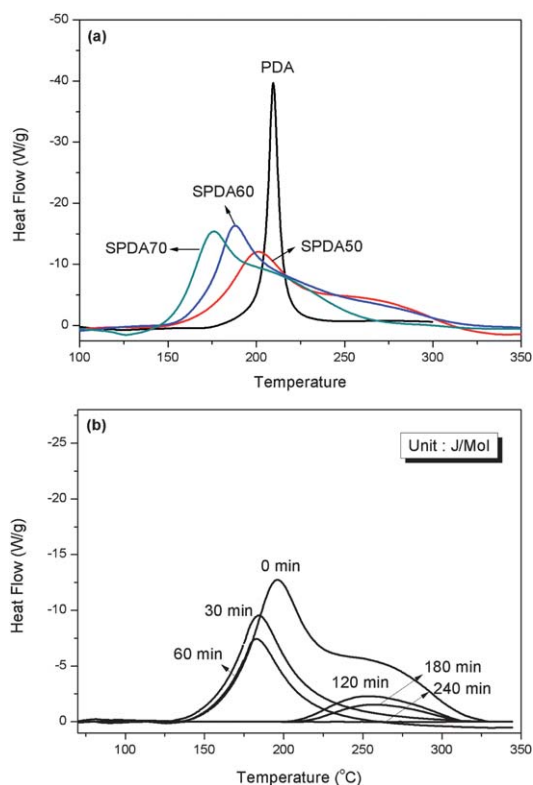 (a)
Heat Flow (W/g)
-50
-40
-30
-20
-10
0
PDA
SPDA60
SPDA70
SPDA50
100 150 200 250 300 350
Temperature
(b)
Unit : J/Mol
Heat Flow (W/g)
-25
-20
-15
-10
-5
0
0 min
30 min
60 min
180 min
120 min
240 min
100 150 200 250 300 350
Temperature (°C)